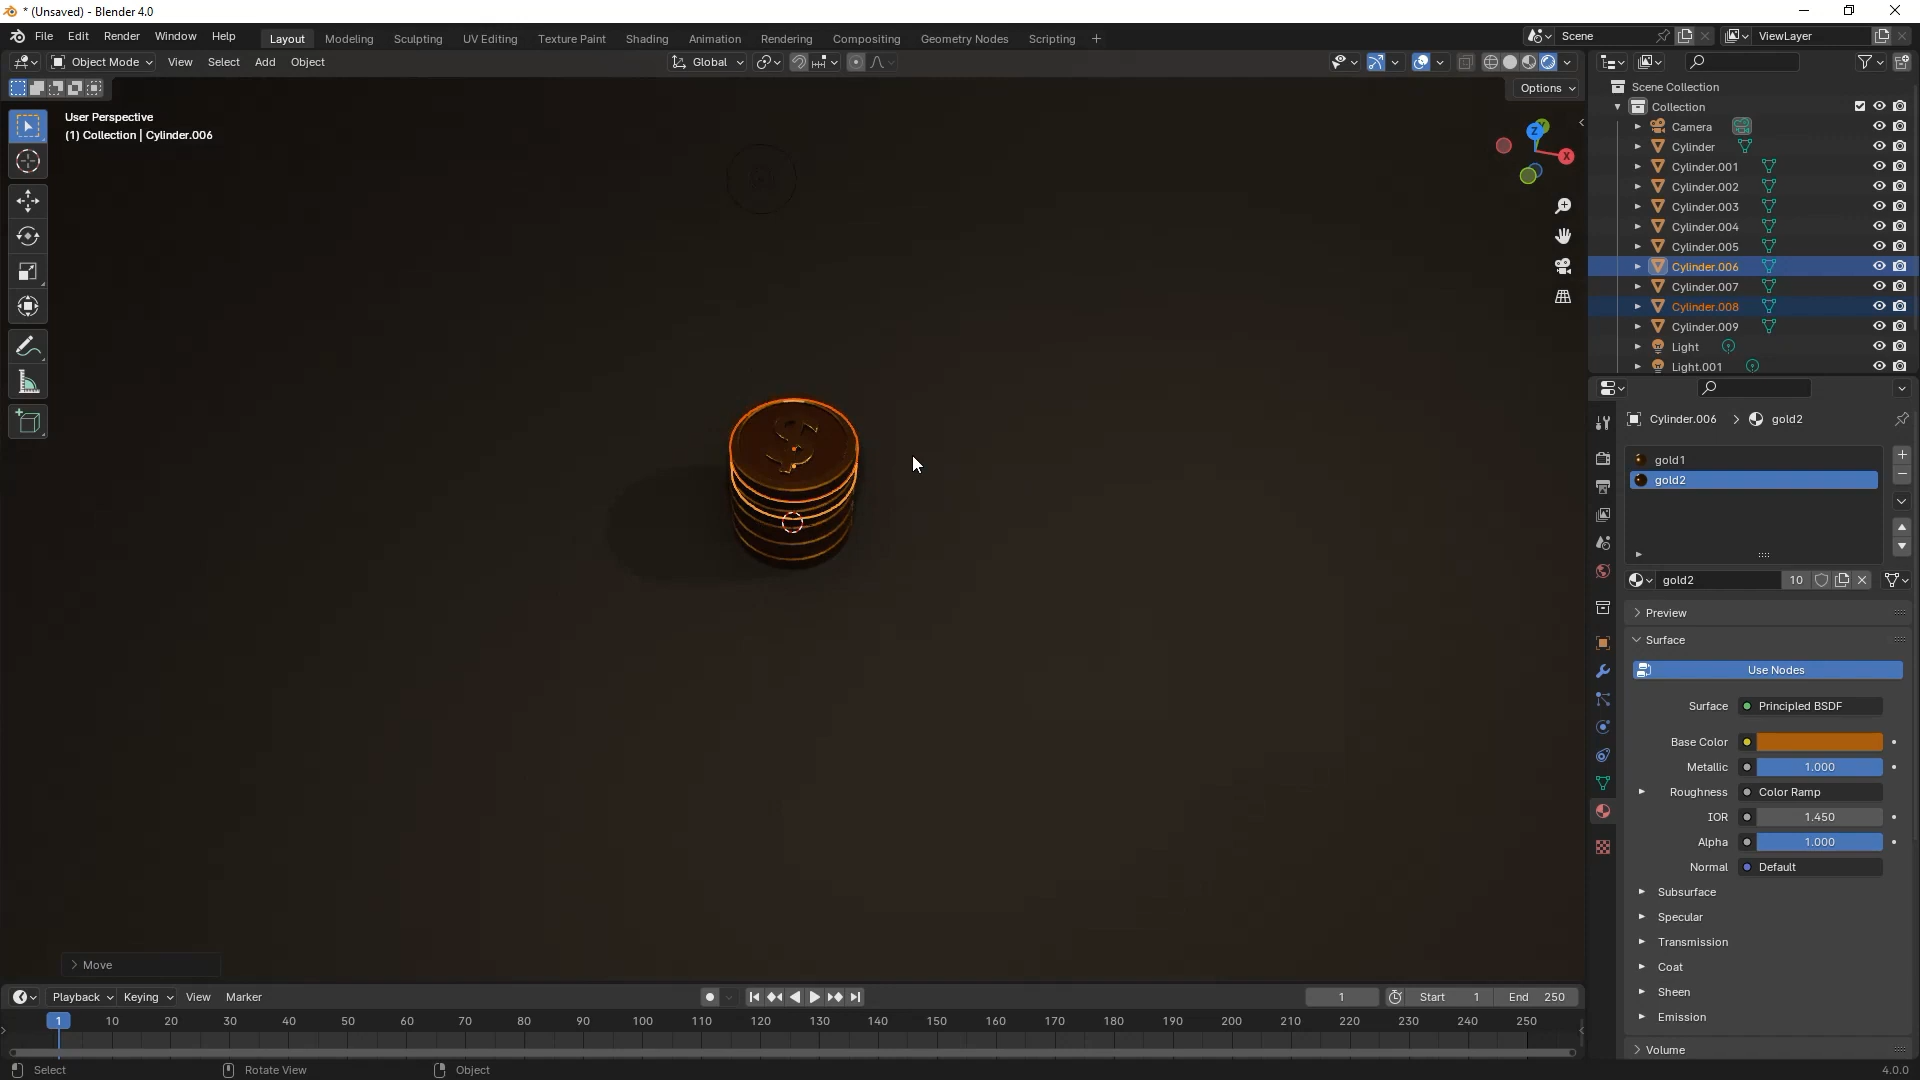 * (Unsaved) - Blender 4.0
File Edit Render Window Help
Layout Modeling Sculpting UV Editing Texture Paint Shading Animation Rendering Compositing Geometry Nodes Scripting +
Scene
ViewLayer
Object Mode View Select Add Object
Global
Options
User Perspective
(1) Collection | Cylinder.006
Z
Y
X
$
Scene Collection
Collection
Camera
Cylinder
Cylinder.001
Cylinder.002
Cylinder.003
Cylinder.004
Cylinder.005
Cylinder.006
Cylinder.007
Cylinder.008
Cylinder.009
Light
Light.001
Cylinder.006 > gold2
gold1
gold2
gold2 10
Preview
Surface
Use Nodes
Surface Principled BSDF
Base Color
Metallic 1.000
Roughness Color Ramp
IOR 1.450
Alpha 1.000
Normal Default
Subsurface
Specular
Transmission
Coat
Sheen
Emission
Volume
> Move
Playback Keying View Marker
1 Start 1 End 250
1 10 20 30 40 50 60 70 80 90 100 110 120 130 140 150 160 170 180 190 200 210 220 230 240 250
Select Rotate View Object
4.0.0